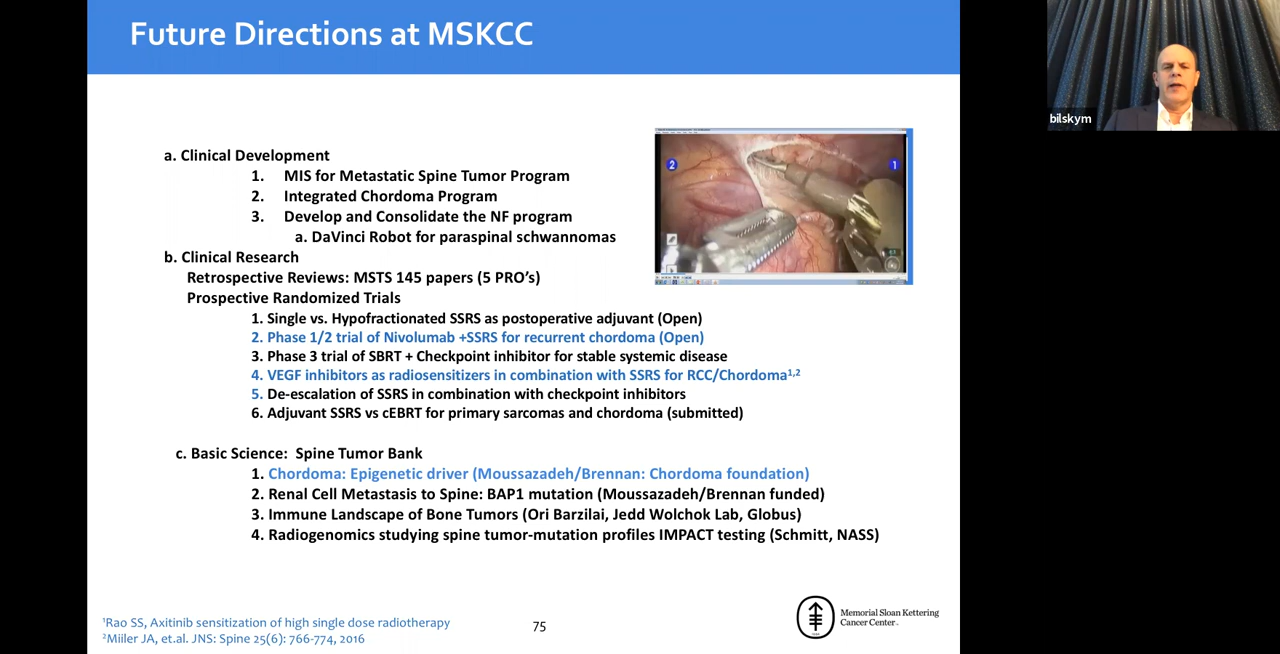 Future Directions at MSKCC
bilskym
a. Clinical Development
1. MIS for Metastatic Spine Tumor Program
2. Integrated Chordoma Program
3. Develop and Consolidate the NF program
a. DaVinci Robot for paraspinal schwannomas
b. Clinical Research
Retrospective Reviews: MSTS 145 papers (5 PRO's)
Prospective Randomized Trials
1. Single vs. Hypofractionated SSRS as postoperative adjuvant (Open)
2. Phase 1/2 trial of Nivolumab +SSRS for recurrent chordoma (Open)
3. Phase 3 trial of SBRT + Checkpoint inhibitor for stable systemic disease
4. VEGF inhibitors as radiosensitizers in combination with SSRS for RCC/Chordoma¹,²
5. De-escalation of SSRS in combination with checkpoint inhibitors
6. Adjuvant SSRS vs cEBRT for primary sarcomas and chordoma (submitted)
c. Basic Science: Spine Tumor Bank
1. Chordoma: Epigenetic driver (Moussazadeh/Brennan: Chordoma foundation)
2. Renal Cell Metastasis to Spine: BAP1 mutation (Moussazadeh/Brennan funded)
3. Immune Landscape of Bone Tumors (Ori Barzilai, Jedd Wolchok Lab, Globus)
4. Radiogenomics studying spine tumor-mutation profiles IMPACT testing (Schmitt, NASS)
2
1
¹Rao SS, Axitinib sensitization of high single dose radiotherapy
²Miiler JA, et.al. JNS: Spine 25(6): 766-774, 2016
75
Memorial Sloan Kettering
Cancer Center